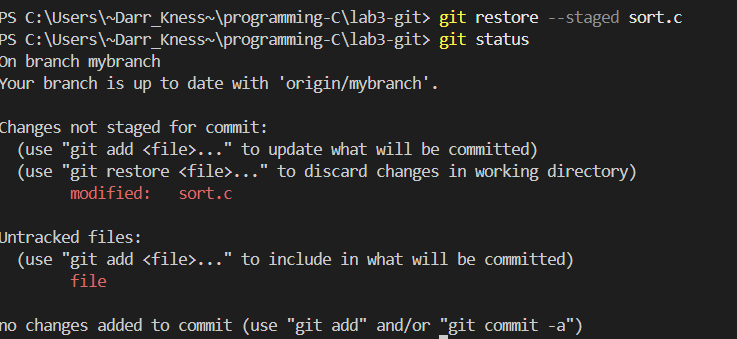 PS C:\Users\~Darr_Kness~\programming-C\lab3-git> git restore --staged sort.c
PS C:\Users\~Darr_Kness~\programming-C\lab3-git> git status
On branch mybranch
Your branch is up to date with 'origin/mybranch'.
Changes not staged for commit:
  (use "git add <file>..." to update what will be committed)
  (use "git restore <file>..." to discard changes in working directory)
        modified:   sort.c
Untracked files:
  (use "git add <file>..." to include in what will be committed)
        file
no changes added to commit (use "git add" and/or "git commit -a")